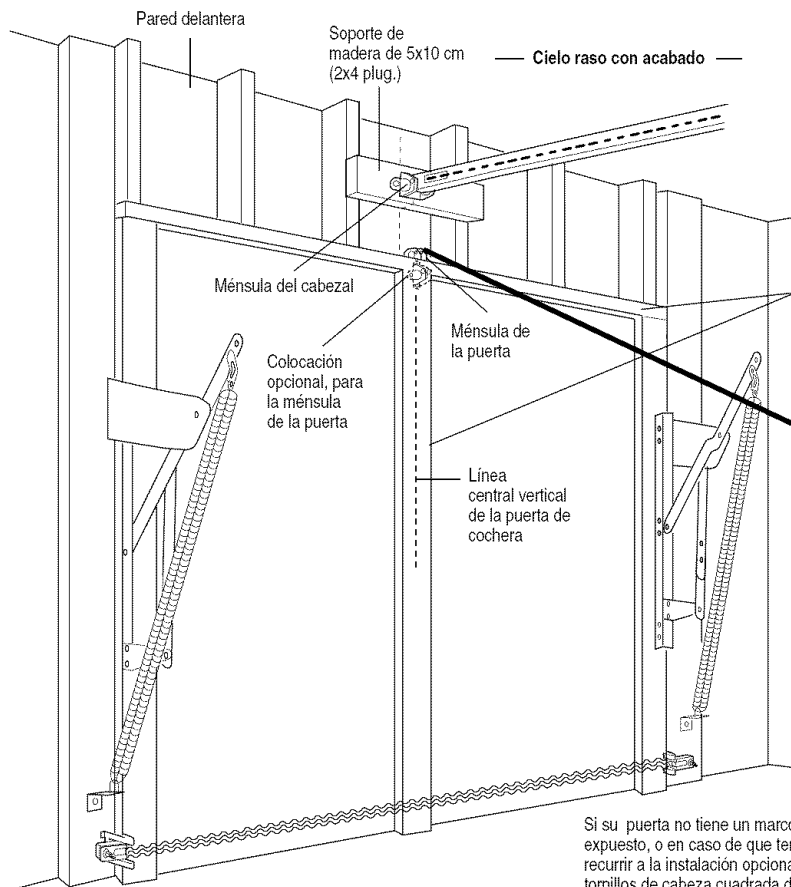 Pared delantera
Soporte de
madera de 5x10 cm
(2x4 plug.)
Cielo raso con acabado
Ménsula del cabezal
Ménsula de
la puerta
Colocación
opcional, para
la ménsula
de la puerta
Línea
central vertical
de la puerta de
cochera
Si su puerta no tiene un marco
expuesto, o en caso de que
recurrir a la instalación
tornillos de cabeza cuadrada